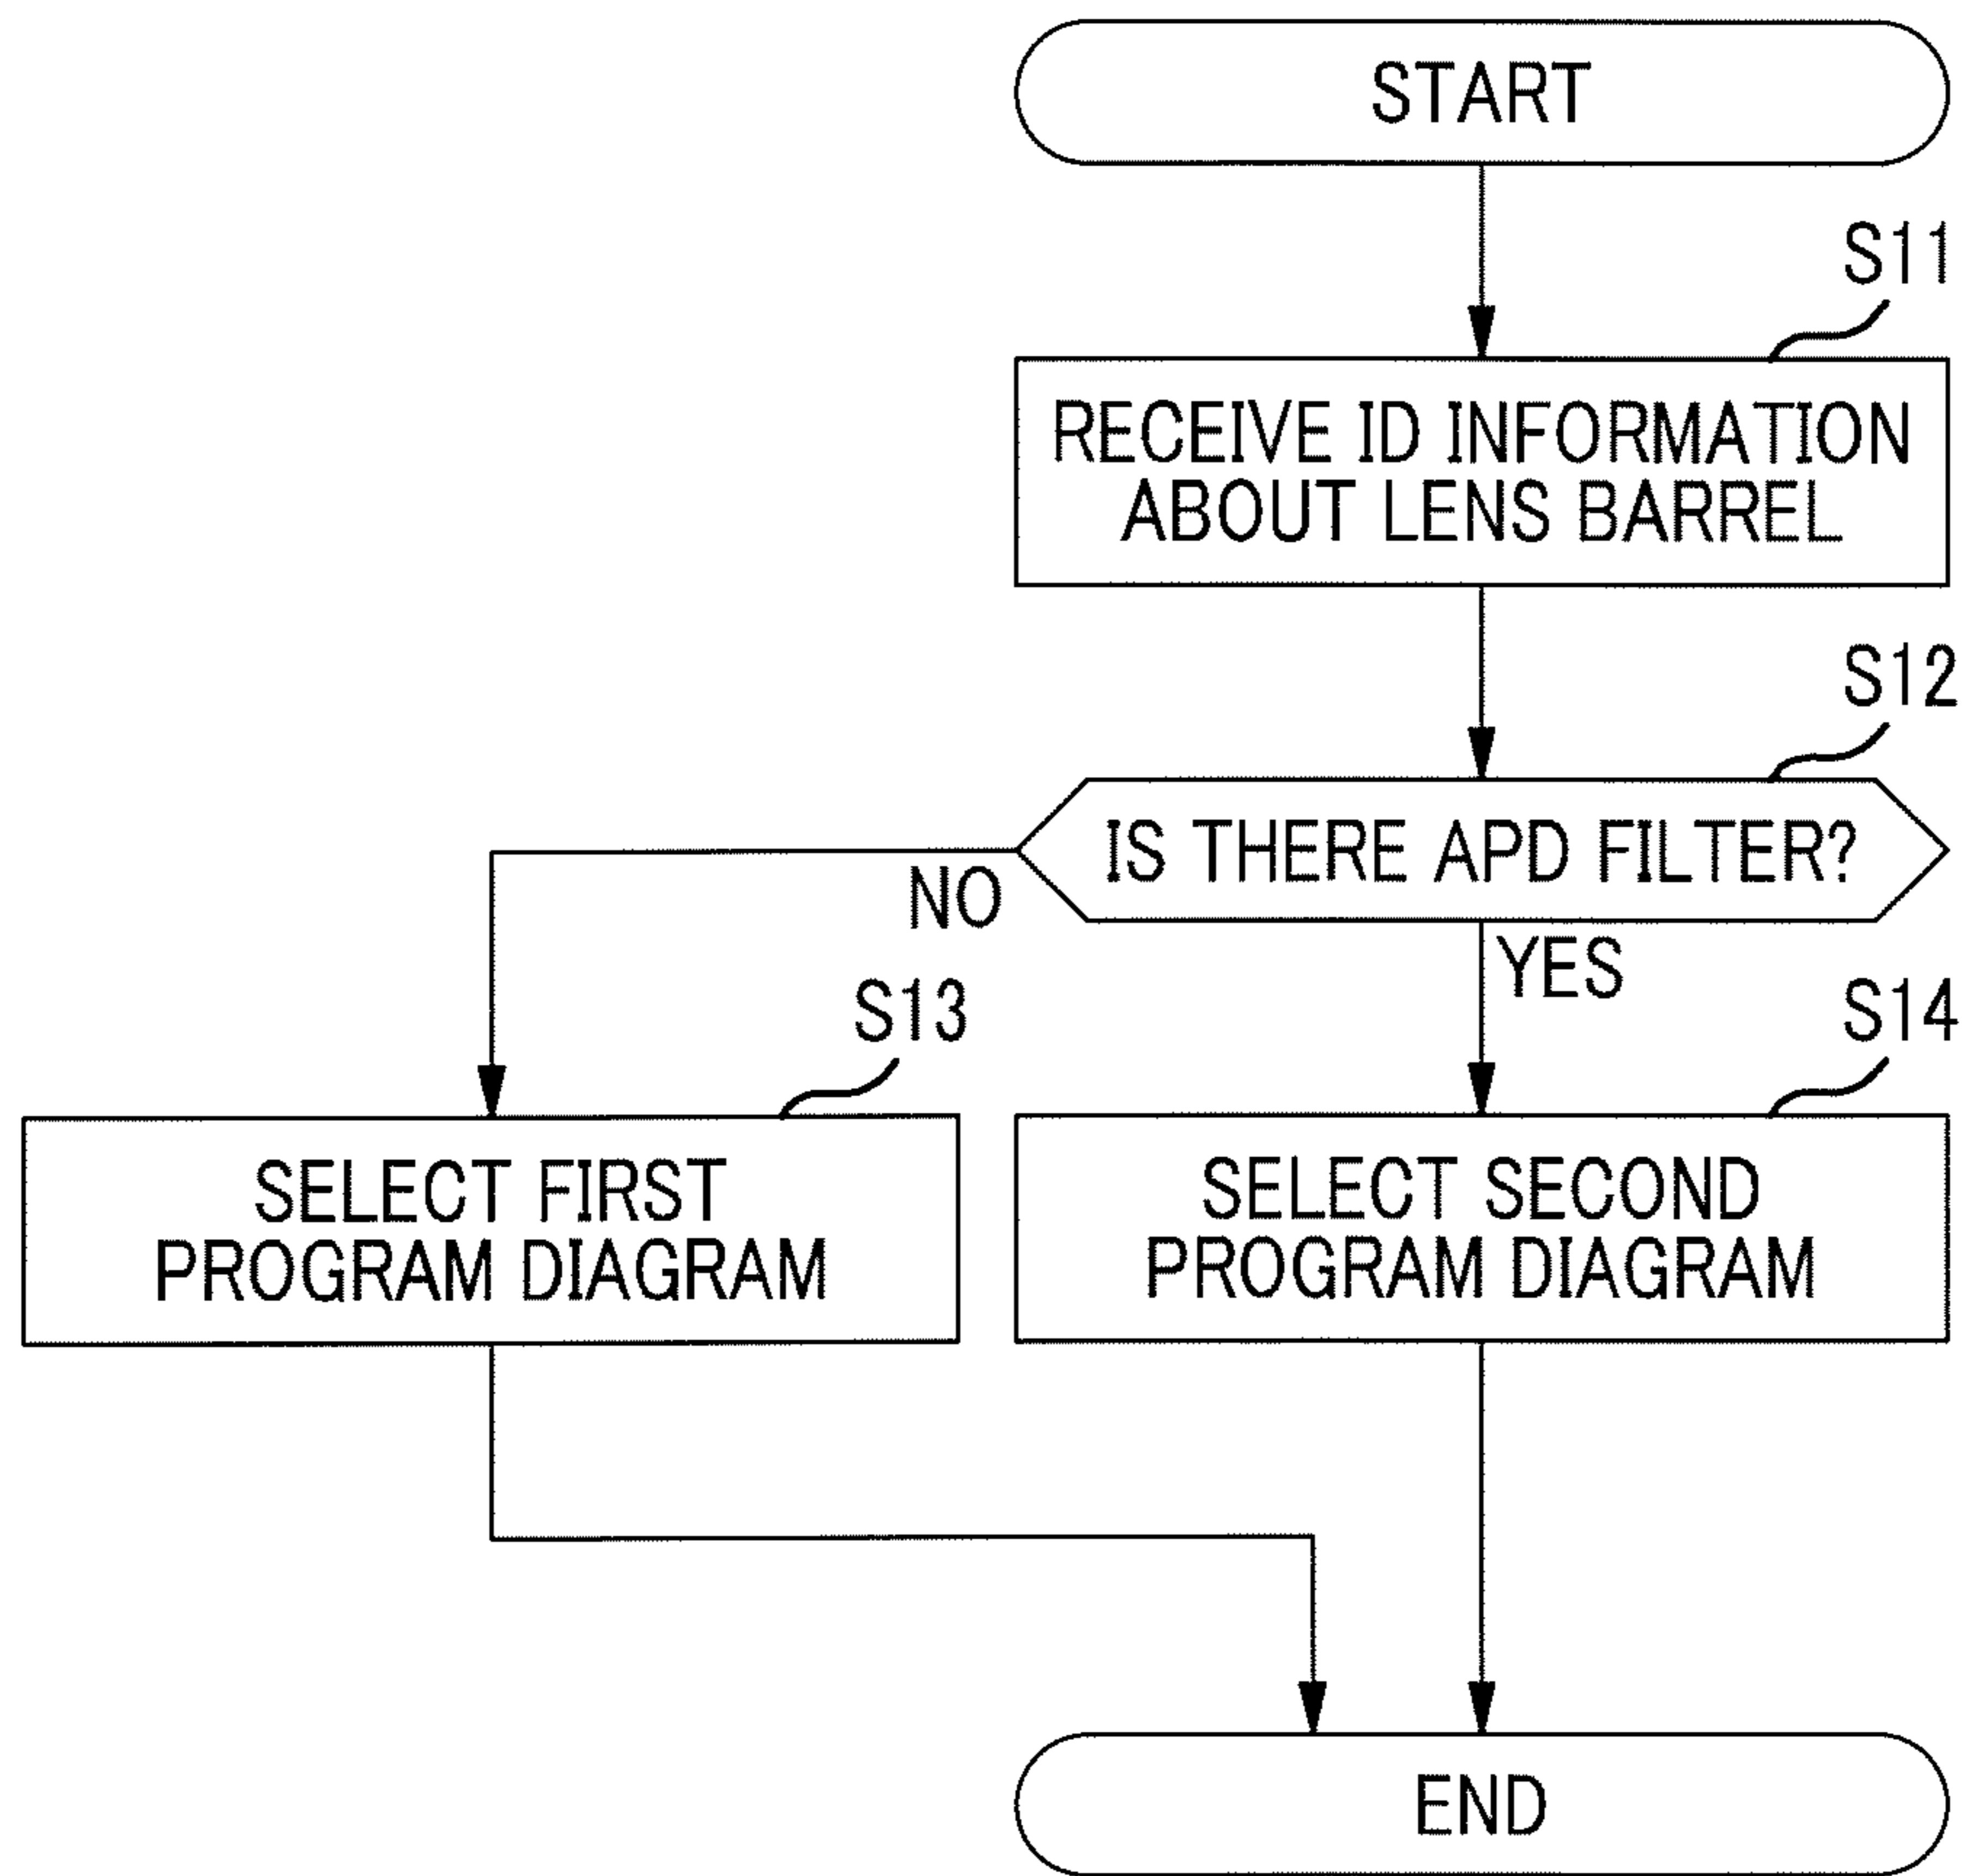 START
S11
RECEIVE ID INFORMATION
ABOUT LENS BARREL
S12
IS THERE APD FILTER?
NO
YES
S13
S14
SELECT FIRST
PROGRAM DIAGRAM
SELECT SECOND
PROGRAM DIAGRAM
END